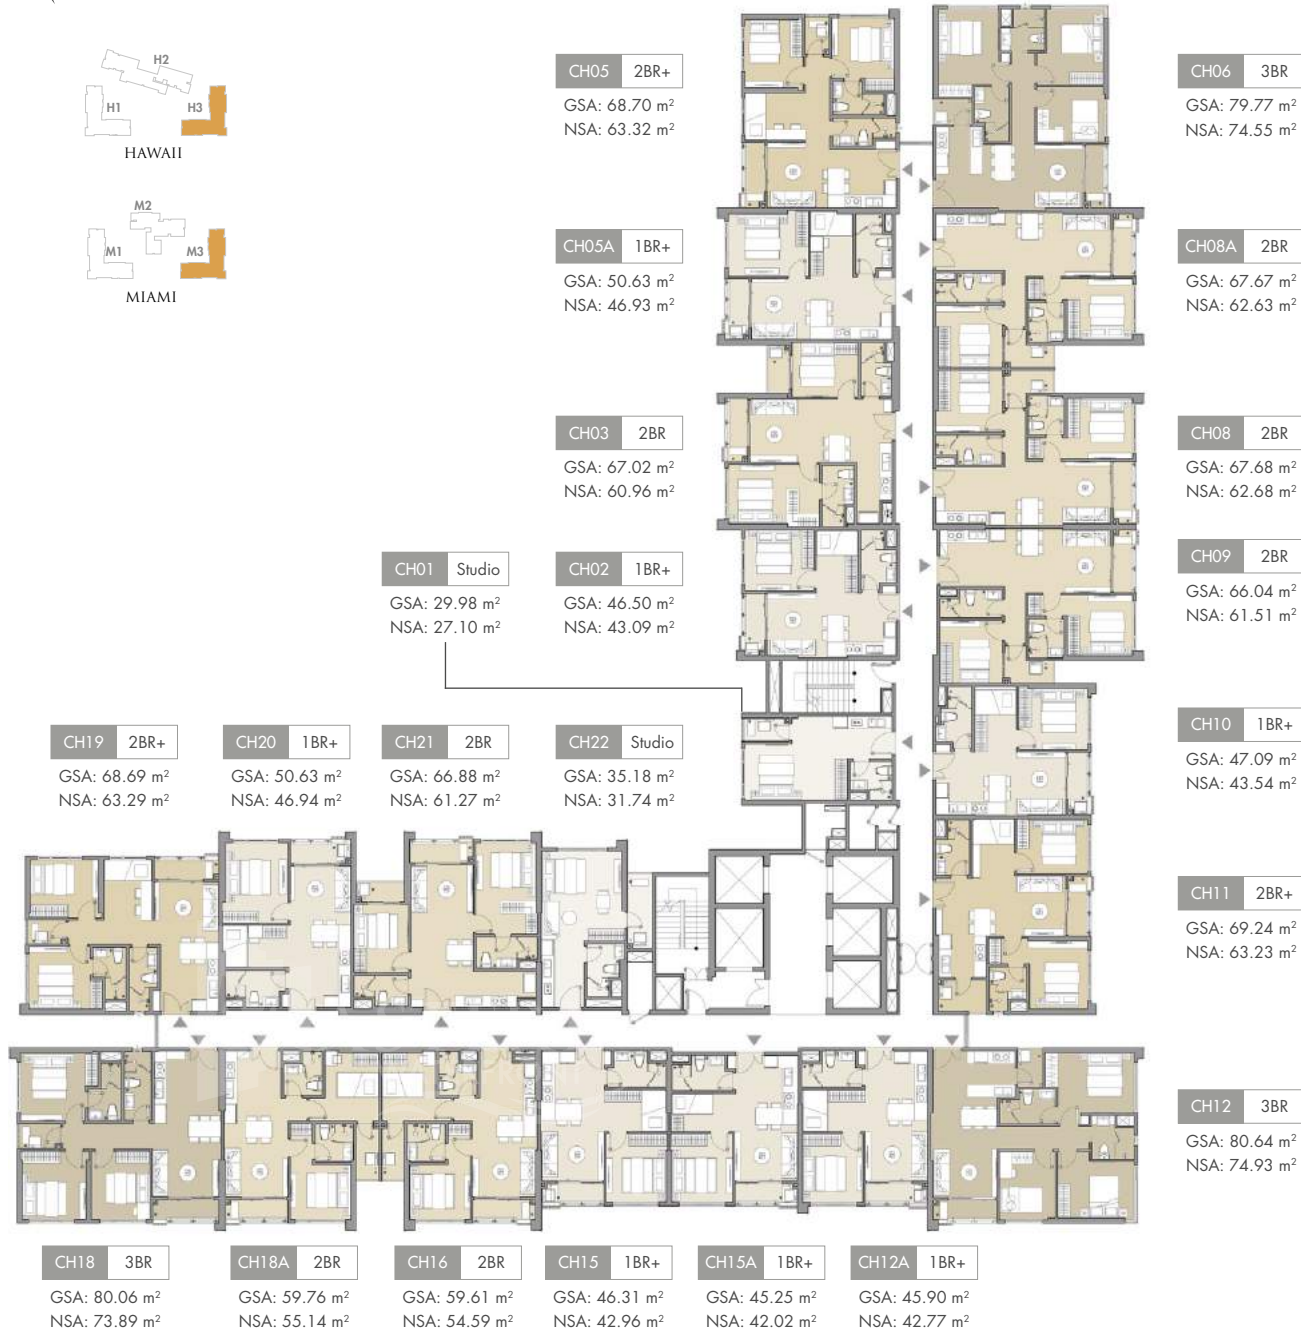 H2
H1
H3
HAWAII
M2
M1
M3
MIAMI
CH05 2BR+
GSA: 68.70 m²
NSA: 63.32 m²
CH06 3BR
GSA: 79.77 m²
NSA: 74.55 m²
CH05A 1BR+
GSA: 50.63 m²
NSA: 46.93 m²
CH08A 2BR
GSA: 67.67 m²
NSA: 62.63 m²
CH03 2BR
GSA: 67.02 m²
NSA: 60.96 m²
CH08 2BR
GSA: 67.68 m²
NSA: 62.68 m²
CH01 Studio
GSA: 29.98 m²
NSA: 27.10 m²
CH02 1BR+
GSA: 46.50 m²
NSA: 43.09 m²
CH09 2BR
GSA: 66.04 m²
NSA: 61.51 m²
CH19 2BR+
GSA: 68.69 m²
NSA: 63.29 m²
CH20 1BR+
GSA: 50.63 m²
NSA: 46.94 m²
CH21 2BR
GSA: 66.88 m²
NSA: 61.27 m²
CH22 Studio
GSA: 35.18 m²
NSA: 31.74 m²
CH10 1BR+
GSA: 47.09 m²
NSA: 43.54 m²
CH11 2BR+
GSA: 69.24 m²
NSA: 63.23 m²
CH12 3BR
GSA: 80.64 m²
NSA: 74.93 m²
CH18 3BR
GSA: 80.06 m²
NSA: 73.89 m²
CH18A 2BR
GSA: 59.76 m²
NSA: 55.14 m²
CH16 2BR
GSA: 59.61 m²
NSA: 54.59 m²
CH15 1BR+
GSA: 46.31 m²
NSA: 42.96 m²
CH15A 1BR+
GSA: 45.25 m²
NSA: 42.02 m²
CH12A 1BR+
GSA: 45.90 m²
NSA: 42.77 m²